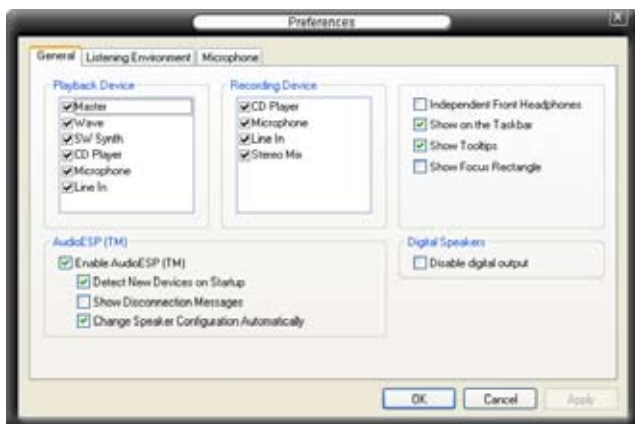 Preferences
X
General Listening Environment Microphone
Playback Device
Master
Wave
SW Synth
CD Player
Microphone
Line In
Recording Device
CD Player
Microphone
Line In
Stereo Mix
Independent Front Headphones
Show on the Taskbar
Show Tooltips
Show Focus Rectangle
AudioESP (TM)
Enable AudioESP (TM)
Detect New Devices on Startup
Show Disconnection Messages
Change Speaker Configuration Automatically
Digital Speakers
Disable digital output
OK Cancel Apply